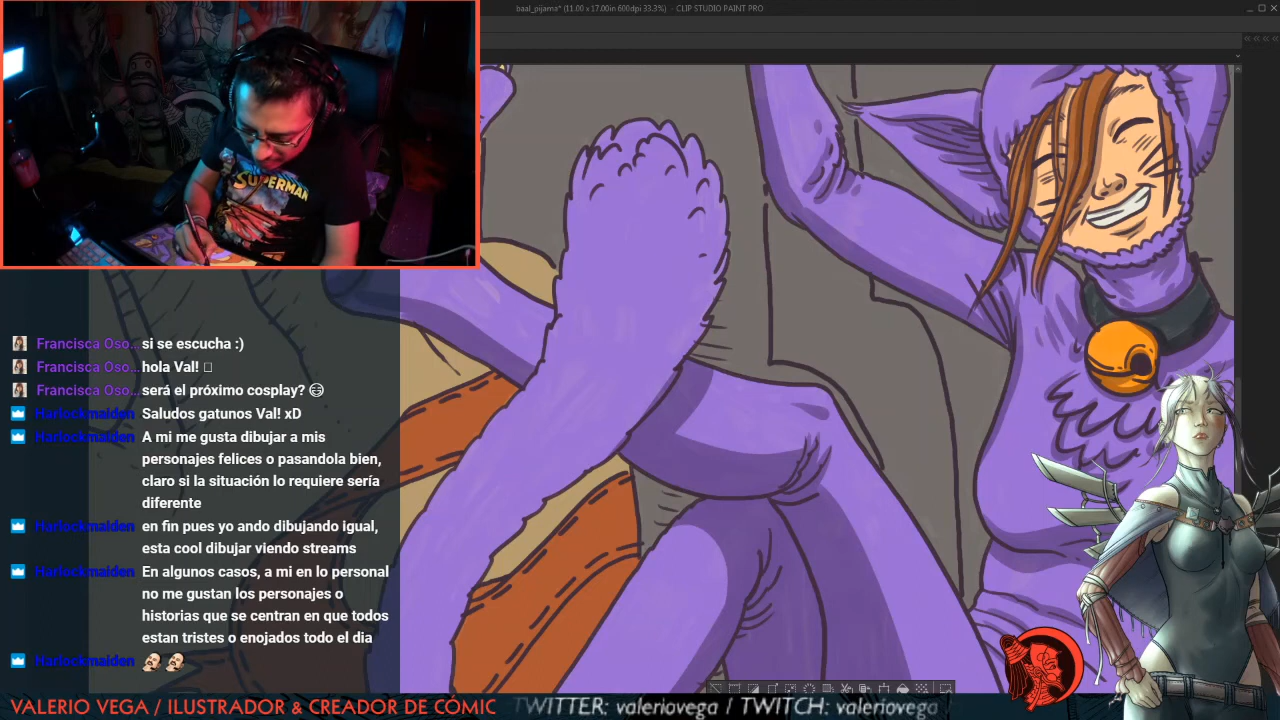 baal_pijama* (11.00 x 17.00in 600dpi 33.3%) - CLIP STUDIO PAINT PRO
SUPERMAN
Francisca Oso... si se escucha :)
Francisca Oso... hola Val!
Francisca Oso... será el próximo cosplay? 😂
Harlockmaiden Saludos gatunos Val! xD
Harlockmaiden A mi me gusta dibujar a mis
personajes felices o pasandola bien,
claro si la situación lo requiere sería
diferente
Harlockmaiden en fin pues yo ando dibujando igual,
esta cool dibujar viendo streams
Harlockmaiden En algunos casos, a mi en lo personal
no me gustan los personajes o
historias que se centran en que todos
estan tristes o enojados todo el dia
Harlockmaiden
VALERIO VEGA / ILUSTRADOR & CREADOR DE CÓMIC
TWITTER: valeriovega / TWITCH: valeriovega